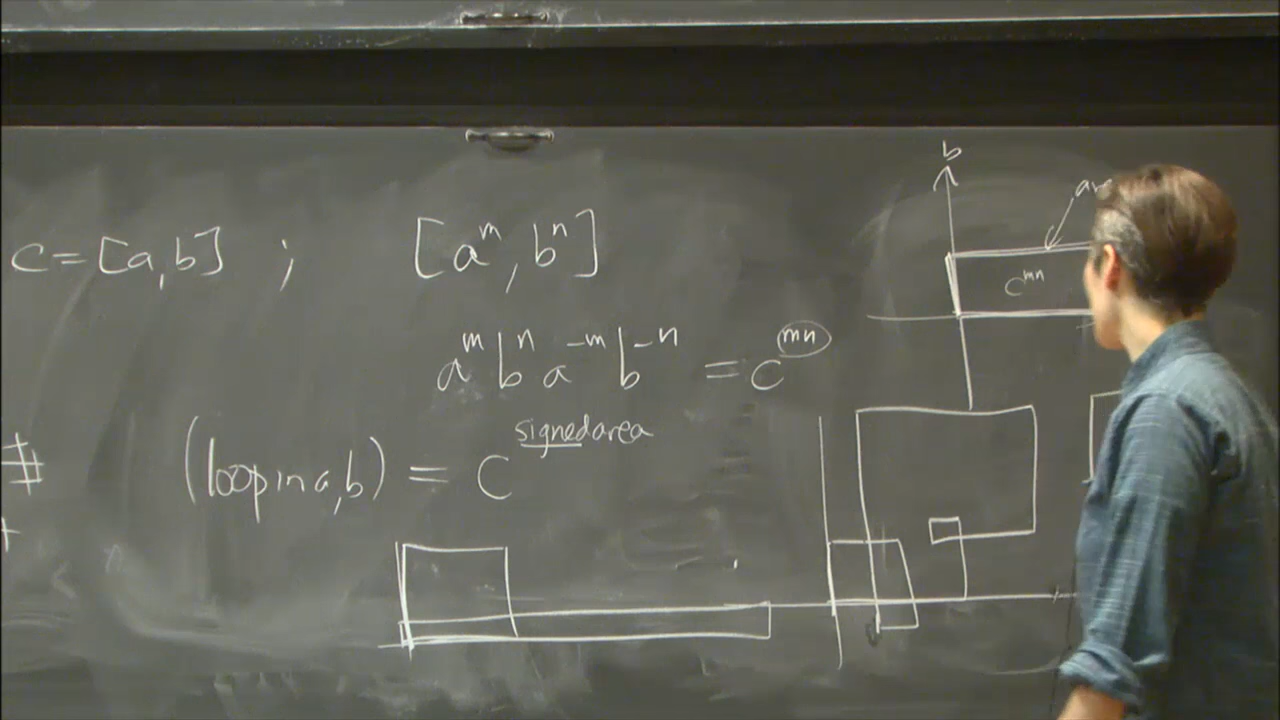 c = [a,b] ; [a^m, b^n]
a^m b^n a^{-m} b^{-n} = c^{mn}
(loop in a,b) = c^{signed area}
b
c^{mn}